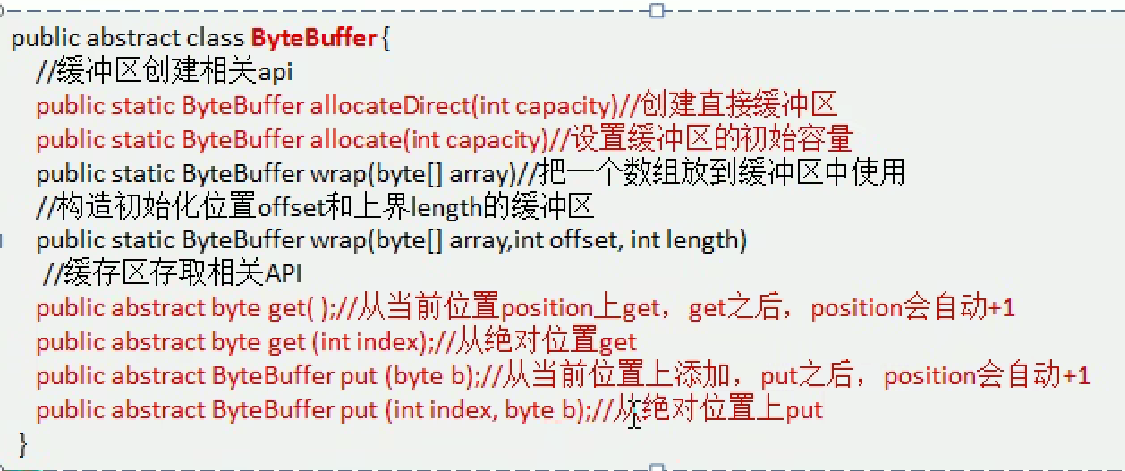 public abstract class ByteBuffer {
//缓冲区创建相关api
public static ByteBuffer allocateDirect(int capacity)//创建直接缓冲区
public static ByteBuffer allocate(int capacity)//设置缓冲区的初始容量
public static ByteBuffer wrap(byte[] array)//把一个数组放到缓冲区中使用
//构造初始化位置offset和上界length的缓冲区
public static ByteBuffer wrap(byte[] array,int offset, int length)
//缓存区存取相关API
public abstract byte get( );//从当前位置position上get，get之后，position会自动+1
public abstract byte get (int index);//从绝对位置get
public abstract ByteBuffer put (byte b);//从当前位置上添加，put之后，position会自动+1
public abstract ByteBuffer put (int index, byte b);//从绝对位置上put
}